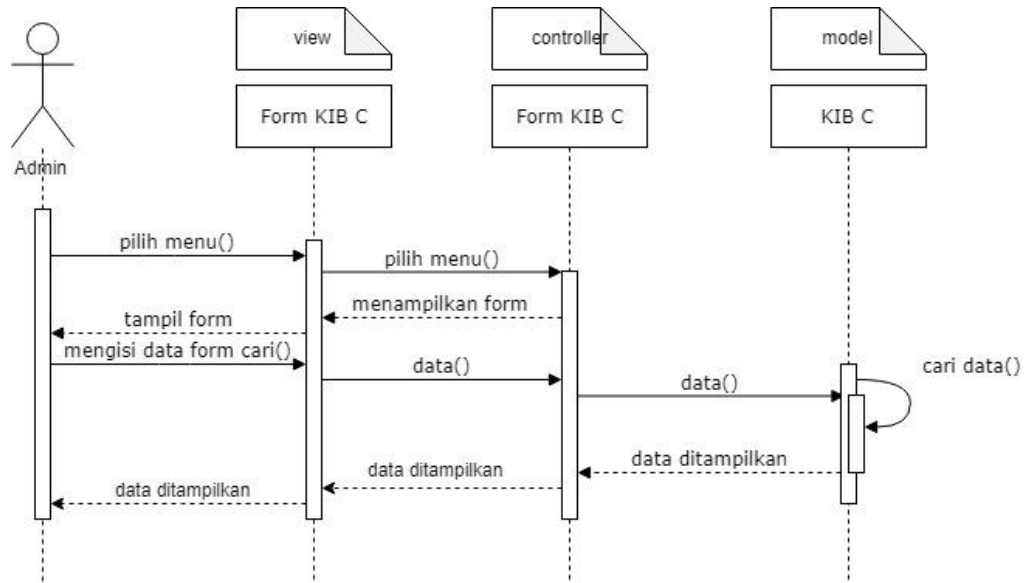 view
controller
model
Form KIB C
Form KIB C
KIB C
Admin
pilih menu()
pilih menu()
menampilkan form
tampil form
mengisi data form cari()
data()
cari data()
data()
data ditampilkan
data ditampilkan
data ditampilkan